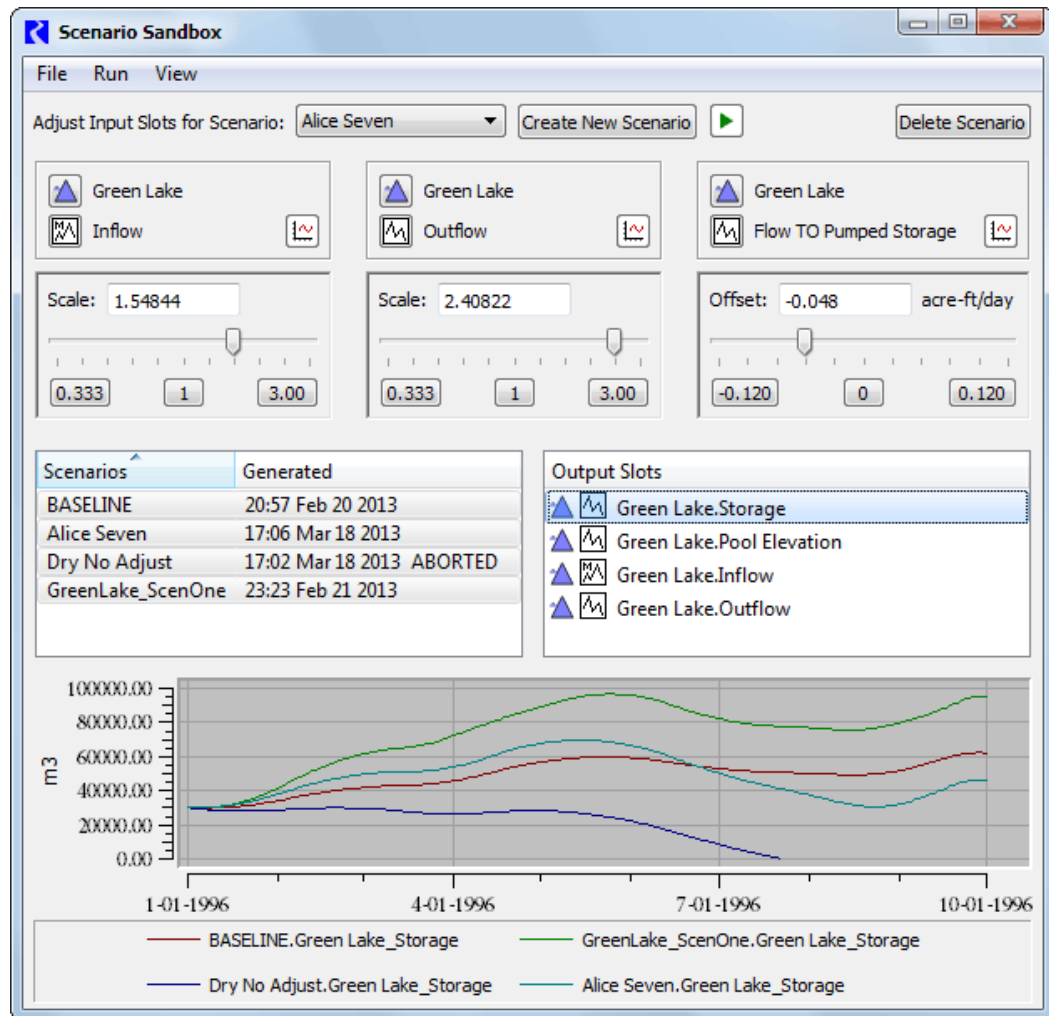 Scenario Sandbox
File Run View
Adjust Input Slots for Scenario: Alice Seven Create New Scenario Delete Scenario
Green Lake Green Lake Green Lake
Inflow Outflow Flow TO Pumped Storage
Scale: 1.54844 Scale: 2.40822 Offset: -0.048 acre-ft/day
0.333 1 3.00 0.333 1 3.00 -0.120 0 0.120
Scenarios Generated Output Slots
BASELINE 20:57 Feb 20 2013 Green Lake.Storage
Alice Seven 17:06 Mar 18 2013 Green Lake.Pool Elevation
Dry No Adjust 17:02 Mar 18 2013 ABORTED Green Lake.Inflow
GreenLake_ScenOne 23:23 Feb 21 2013 Green Lake.Outflow
100000.00
80000.00
60000.00
m3
40000.00
20000.00
0.00
1-01-1996 4-01-1996 7-01-1996 10-01-1996
BASELINE.Green Lake_Storage GreenLake_ScenOne.Green Lake_Storage
Dry No Adjust.Green Lake_Storage Alice Seven.Green Lake_Storage